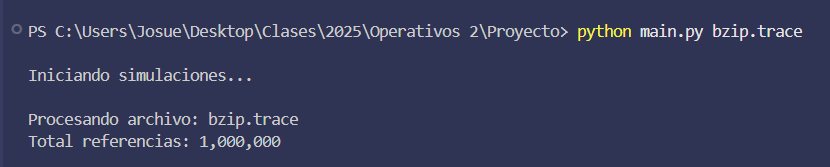 PS C:\Users\Josue\Desktop\Clases\2025\Operativos 2\Proyecto> python main.py bzip.trace
Iniciando simulaciones...
Procesando archivo: bzip.trace
Total referencias: 1,000,000